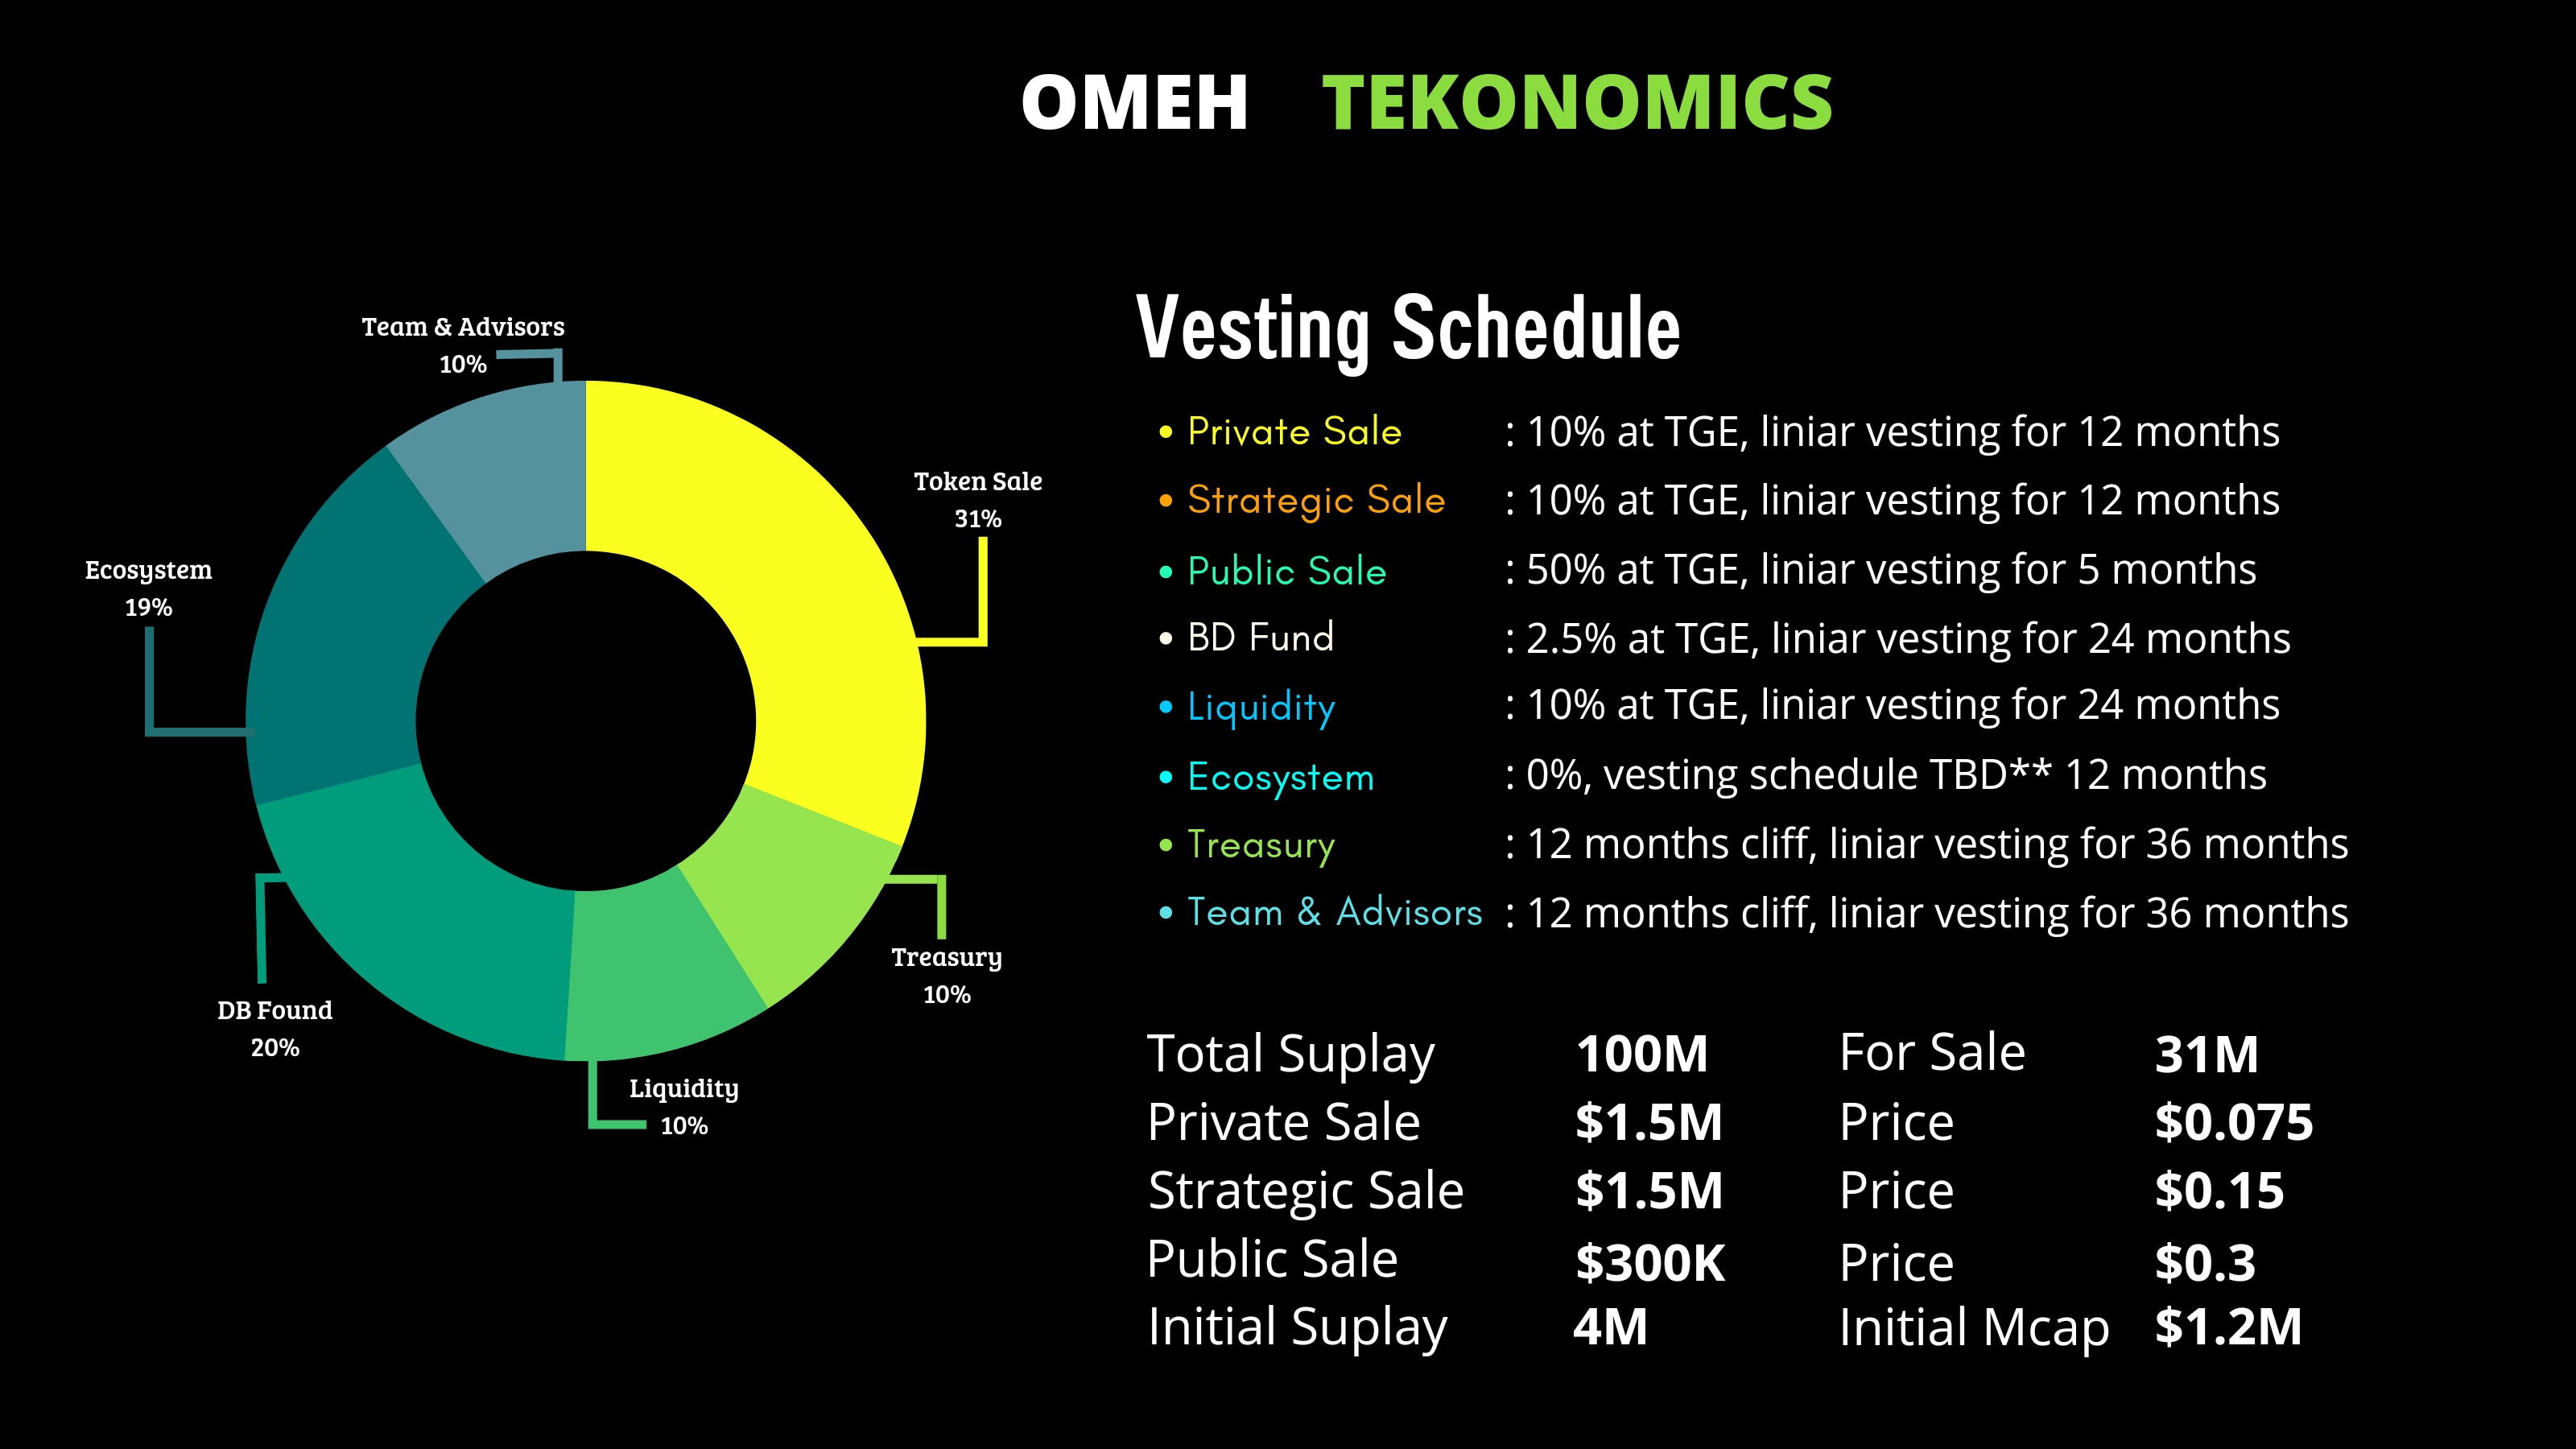 OMEH TEKONOMICS
Team & Advisors
10%
Token Sale
31%
Ecosystem
19%
Treasury
10%
DB Found
20%
Liquidity
10%
Vesting Schedule
• Private Sale : 10% at TGE, liniar vesting for 12 months
• Strategic Sale : 10% at TGE, liniar vesting for 12 months
• Public Sale : 50% at TGE, liniar vesting for 5 months
• BD Fund : 2.5% at TGE, liniar vesting for 24 months
• Liquidity : 10% at TGE, liniar vesting for 24 months
• Ecosystem : 0%, vesting schedule TBD** 12 months
• Treasury : 12 months cliff, liniar vesting for 36 months
• Team & Advisors : 12 months cliff, liniar vesting for 36 months
Total Suplay 100M For Sale 31M
Private Sale $1.5M Price $0.075
Strategic Sale $1.5M Price $0.15
Public Sale $300K Price $0.3
Initial Suplay 4M Initial Mcap $1.2M